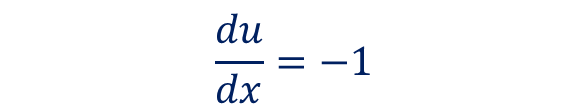 du/dx = −1